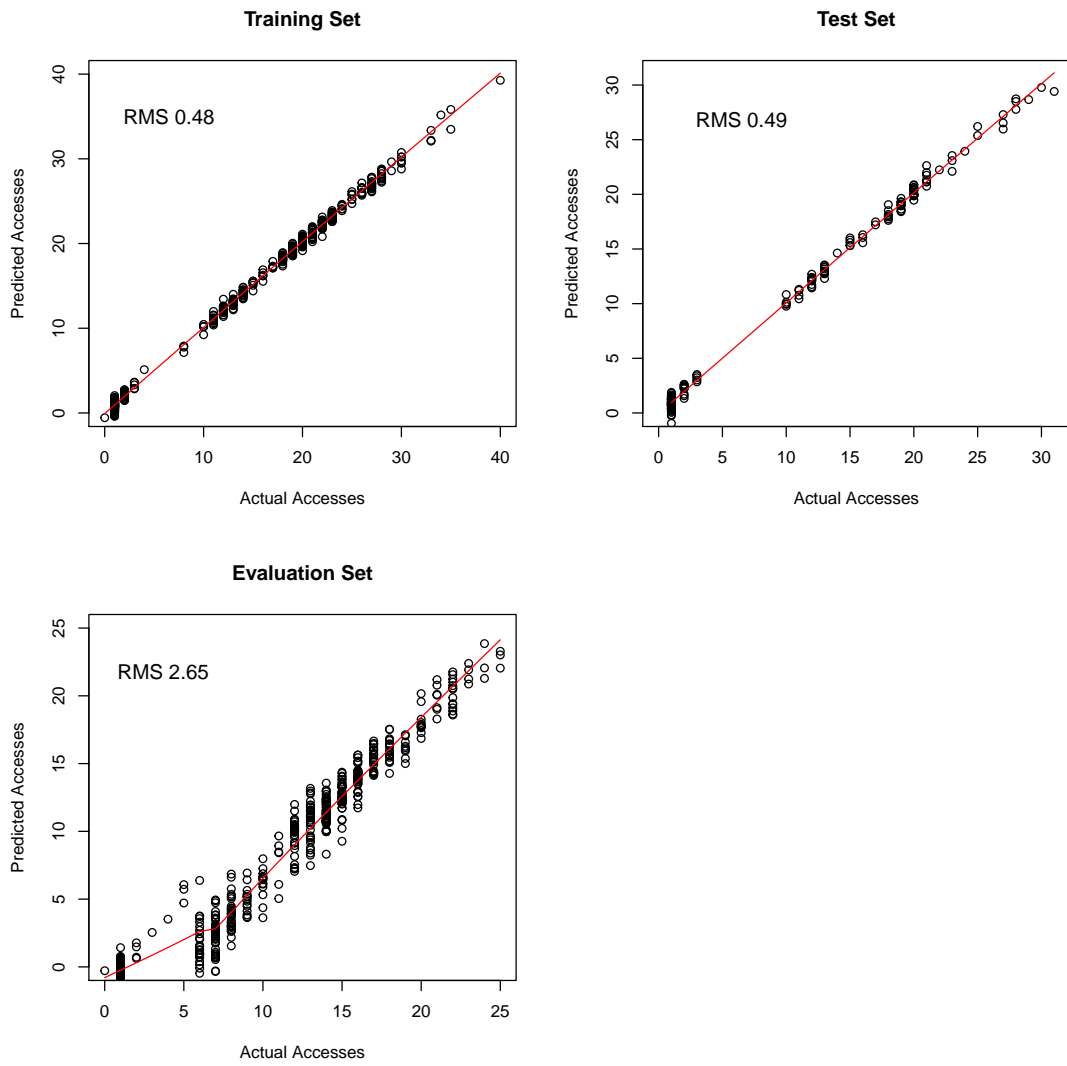 Training Set
RMS 0.48
Predicted Accesses
0 10 20 30 40
0 10 20 30 40
Actual Accesses
Test Set
RMS 0.49
Predicted Accesses
0 5 10 15 20 25 30
0 5 10 15 20 25 30
Actual Accesses
Evaluation Set
RMS 2.65
Predicted Accesses
0 5 10 15 20 25
0 5 10 15 20 25
Actual Accesses